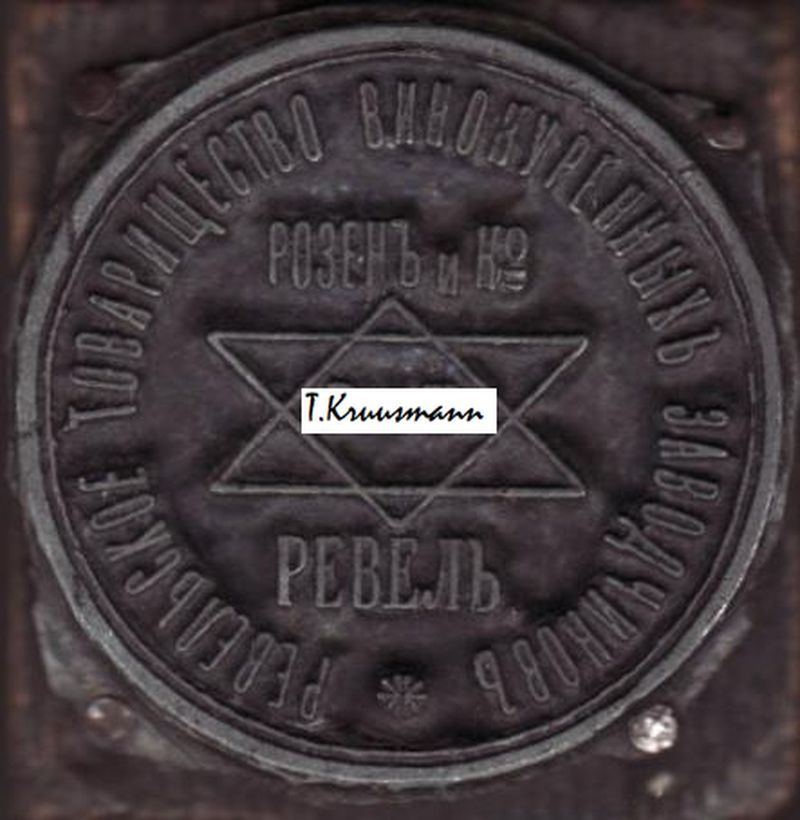 РЕВЕЛЬСКОЕ ТОВАРИЩЕСТВО ВИНОКУРЕННЫХЪ ЗАВОДЧИКОВЪ
РОЗЕНЪ и Ко
T.Kruusmann
РЕВЕЛЬ